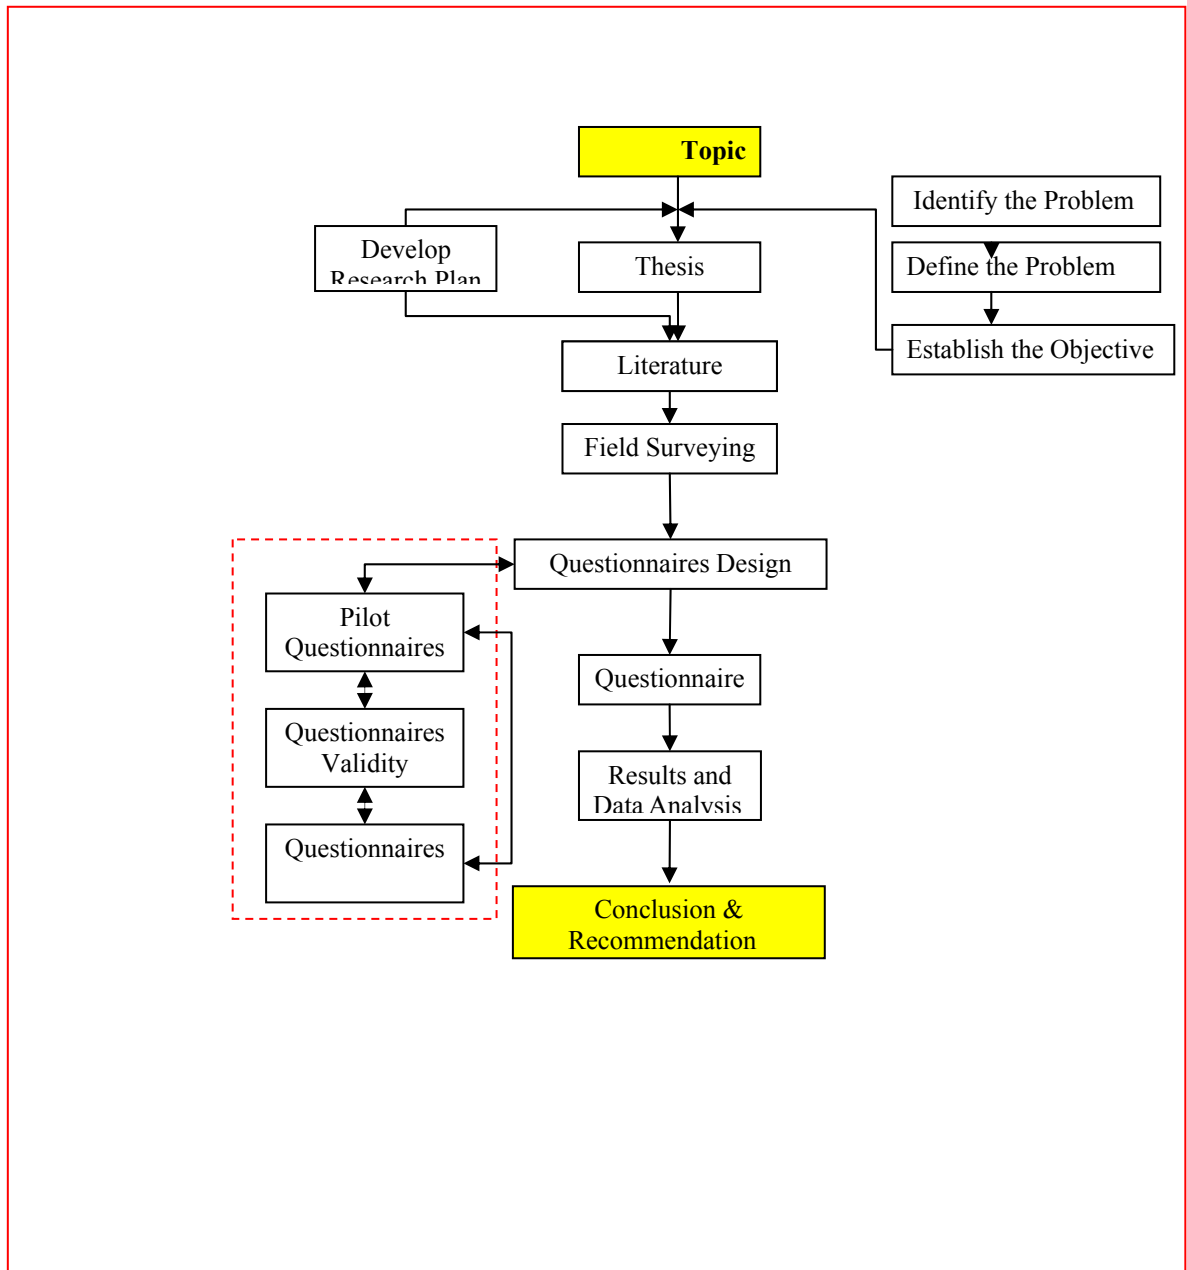 Topic
Identify the Problem
Develop
Research Plan
Thesis
Define the Problem
Establish the Objective
Literature
Field Surveying
Questionnaires Design
Pilot
Questionnaires
Questionnaire
Questionnaires
Validity
Results and
Data Analysis
Questionnaires
Conclusion &
Recommendation